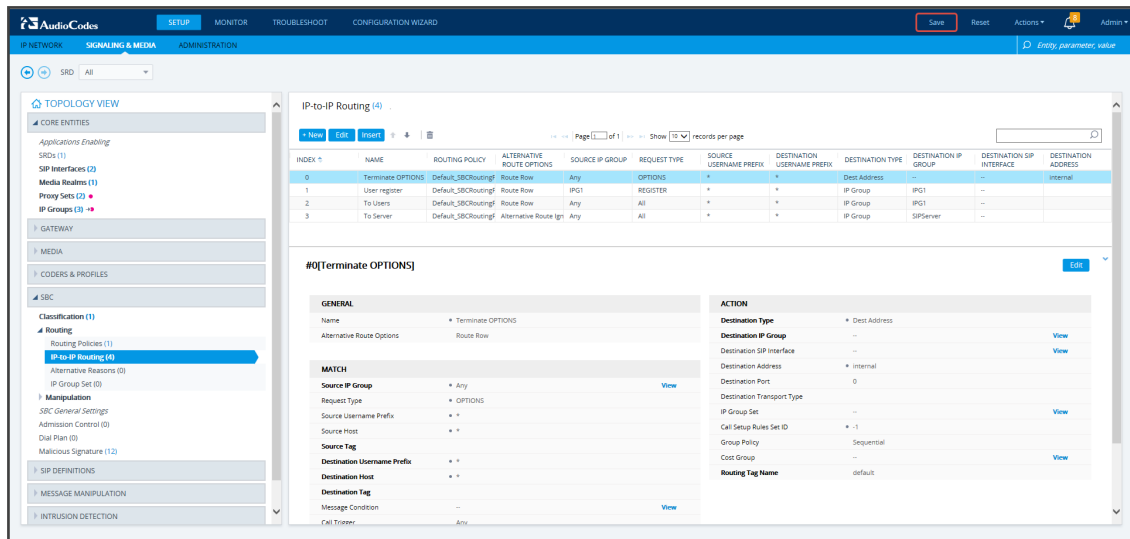 AudioCodes SETUP MONITOR TROUBLESHOOT CONFIGURATION WIZARD Save Reset Actions 8 Admin
IP NETWORK SIGNALING & MEDIA ADMINISTRATION Entity, parameter, value
SRD All
TOPOLOGY VIEW
CORE ENTITIES
Applications Enabling
SRDs (1)
SIP Interfaces (2)
Media Realms (1)
Proxy Sets (2)
IP Groups (3)
GATEWAY
MEDIA
CODERS & PROFILES
SBC
Classification (1)
Routing
Routing Policies (1)
IP-to-IP Routing (4)
Alternative Reasons (0)
IP Group Set (0)
Manipulation
SBC General Settings
Admission Control (0)
Dial Plan (0)
Malicious Signature (12)
SIP DEFINITIONS
MESSAGE MANIPULATION
INTRUSION DETECTION
IP-to-IP Routing (4)
+ New Edit Insert Page 1 of 1 Show 10 records per page
INDEX NAME ROUTING POLICY ALTERNATIVE ROUTE OPTIONS SOURCE IP GROUP REQUEST TYPE SOURCE USERNAME PREFIX DESTINATION USERNAME PREFIX DESTINATION TYPE DESTINATION IP GROUP DESTINATION SIP INTERFACE DESTINATION ADDRESS
0 Terminate OPTIONS Default_SBCRoutingF Route Row Any OPTIONS * * Dest Address -- -- internal
1 User register Default_SBCRoutingF Route Row IPG1 REGISTER * * IP Group IPG1 --
2 To Users Default_SBCRoutingF Route Row Any All * * IP Group IPG1 --
3 To Server Default_SBCRoutingF Alternative Route Ign Any All * * IP Group SIPServer --
#0[Terminate OPTIONS] Edit
GENERAL
Name Terminate OPTIONS
Alternative Route Options Route Row
MATCH
Source IP Group Any View
Request Type OPTIONS
Source Username Prefix *
Source Host *
Source Tag
Destination Username Prefix *
Destination Host *
Destination Tag
Message Condition -- View
Call Trigger Any
ACTION
Destination Type Dest Address
Destination IP Group -- View
Destination SIP Interface -- View
Destination Address internal
Destination Port 0
Destination Transport Type
IP Group Set -- View
Call Setup Rules Set ID -1
Group Policy Sequential
Cost Group -- View
Routing Tag Name default